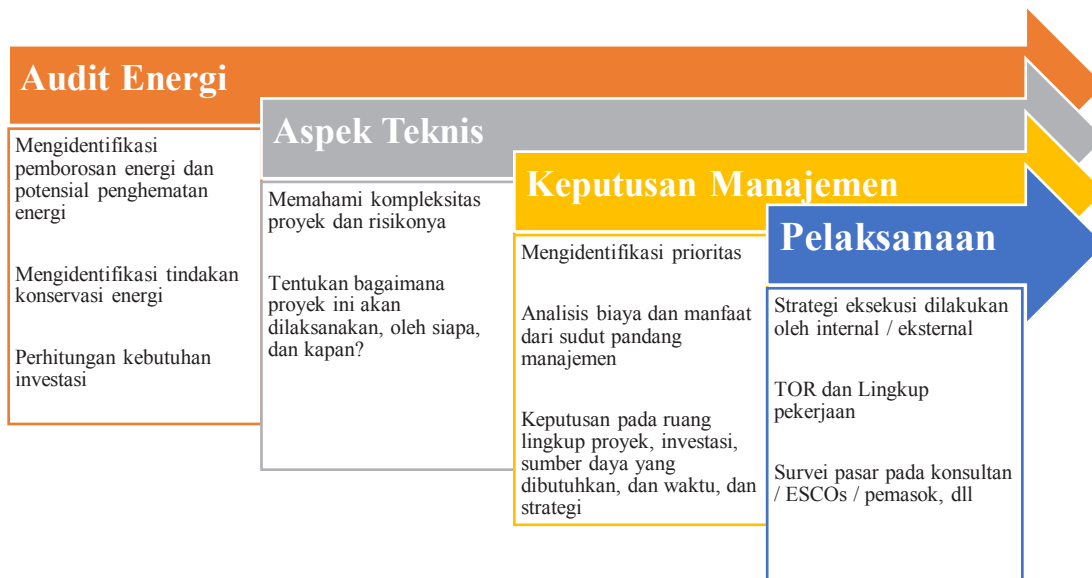 Audit Energi
Mengidentifikasi
pemborosan energi dan
potensial penghematan
energi
Mengidentifikasi tindakan
konservasi energi
Perhitungan kebutuhan
investasi
Aspek Teknis
Memahami kompleksitas
proyek dan risikonya
Tentukan bagaimana
proyek ini akan
dilaksanakan, oleh siapa,
dan kapan?
Keputusan Manajemen
Mengidentifikasi prioritas
Analisis biaya dan manfaat
dari sudut pandang
manajemen
Keputusan pada ruang
lingkup proyek, investasi,
sumber daya yang
dibutuhkan, dan waktu, dan
strategi
Pelaksanaan
Strategi eksekusi dilakukan
oleh internal / eksternal
TOR dan Lingkup
pekerjaan
Survei pasar pada konsultan
/ ESCOs / pemasok, dll